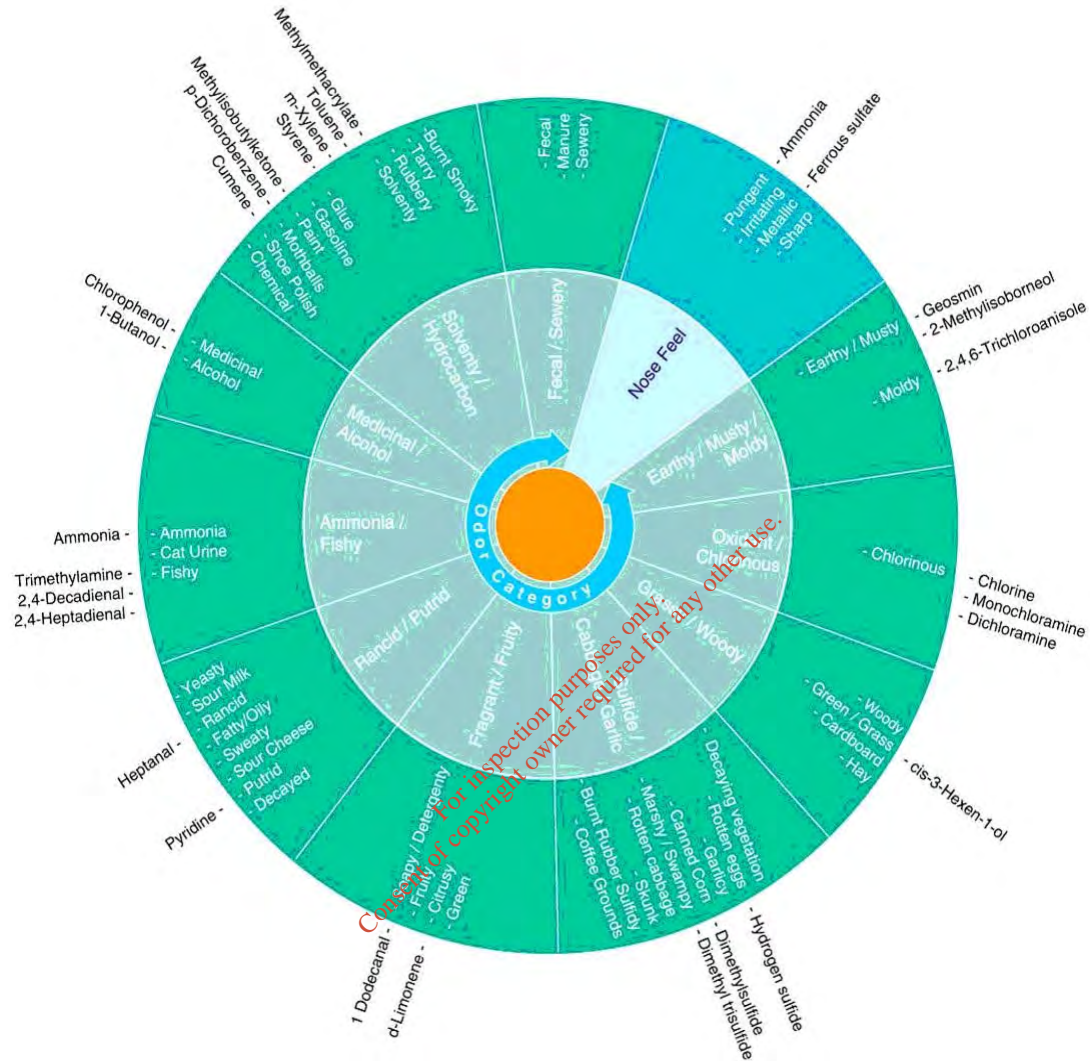 Methylmethacrylate -
Toluene -
m-Xylene -
Styrene -
Methylisobutylketone -
p-Dichorobenzene -
Cumene -
-Burnt Smoky
- Tarry
- Rubbery
- Solventy
- Glue
- Gasoline
- Paint
- Mothballs
- Shoe Polish
- Chemical
Solventy /
Hydrocarbon
- Fecal
- Manure
- Sewery
Fecal / Sewery
- Ammonia
- Ferrous sulfate
- Pungent
- Irritating
- Metallic
- Sharp
Nose Feel
- Geosmin
- 2-Methylisoborneol
- 2,4,6-Trichloroanisole
- Earthy / Musty
- Moldy
Earthy / Musty /
Moldy
- Chlorinous
Oxidant /
Chlorinous
- Chlorine
- Monochloramine
- Dichloramine
- Woody
- Green / Grass
- Cardboard
- Hay
Grassy / Woody
- cis-3-Hexen-1-ol
Sulfide /
Cabbage / Garlic
- Decaying vegetation
- Rotten eggs
- Garlicy
- Canned Corn
- Marshy / Swampy
- Rotten cabbage
- Skunk
- Burnt Rubber Sulfidy
- Coffee Grounds
- Hydrogen sulfide
- Dimethylsulfide
- Dimethyl trisulfide
Fragrant / Fruity
- Soapy / Detergenty
- Fruity
- Citrusy
- Green
1 Dodecanal -
d-Limonene -
Rancid / Putrid
- Yeasty
- Sour Milk
- Rancid
- Fatty/Oily
- Sweaty
- Sour Cheese
- Putrid
- Decayed
Heptanal -
Pyridine -
Ammonia /
Fishy
- Ammonia
- Cat Urine
- Fishy
Ammonia -
Trimethylamine -
2,4-Decadienal -
2,4-Heptadienal -
Medicinal /
Alcohol
- Medicinal
- Alcohol
Chlorophenol -
1-Butanol -
Odor Category
For inspection purposes only.
Consent of copyright owner required for any other use.